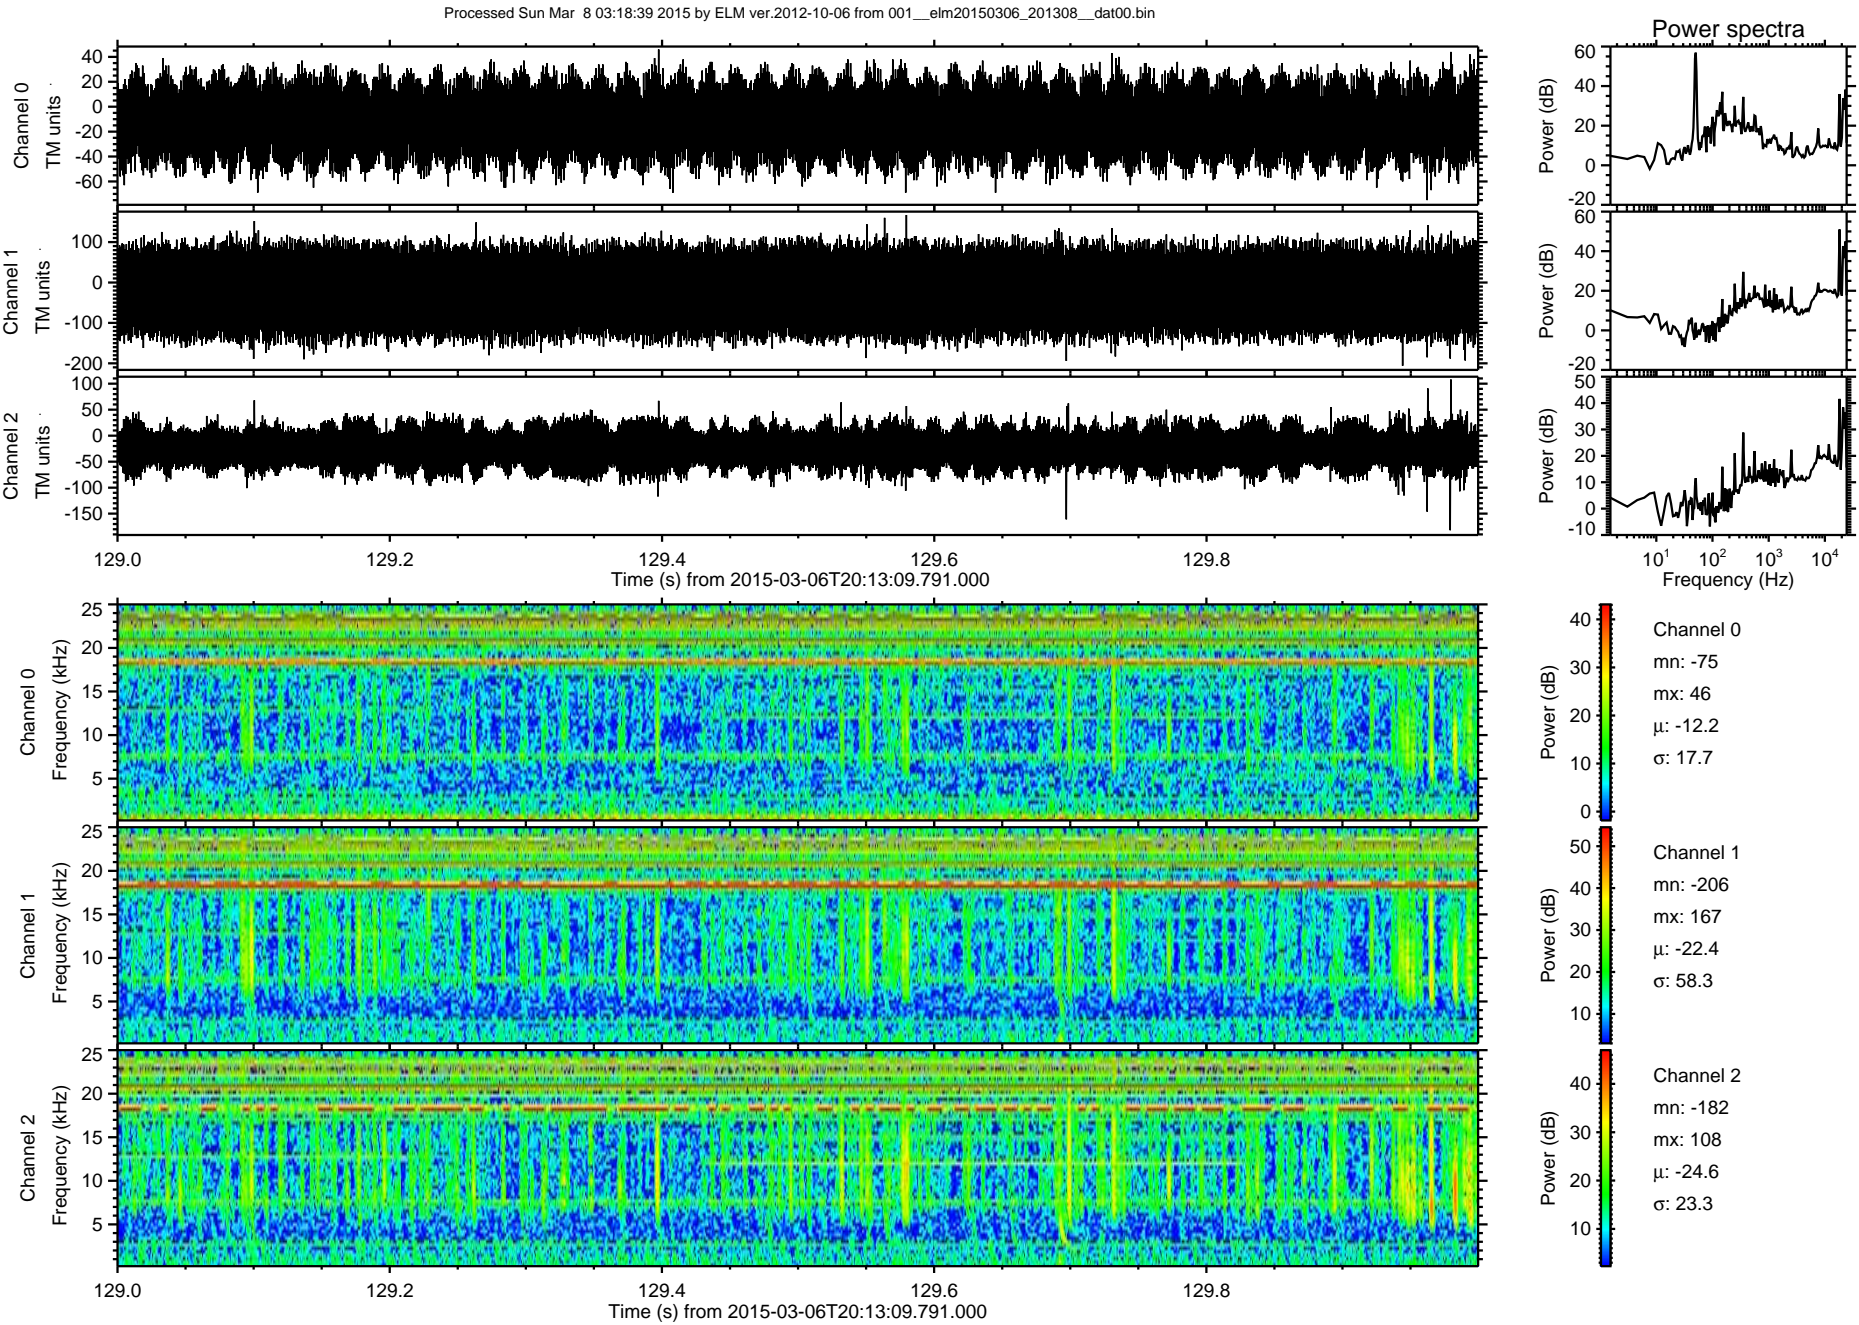 Processed Sun Mar  8 03:18:39 2015 by ELM ver.2012-10-06 from 001__elm20150306_201308__dat00.bin
Power spectra
Channel 0
TM units
40
20
0
-20
-40
-60
Power (dB)
60
40
20
0
-20
Channel 1
TM units
100
0
-100
-200
Power (dB)
60
40
20
0
-20
Channel 2
TM units
100
50
0
-50
-100
-150
Power (dB)
50
40
30
20
10
0
-10
129.0 129.2 129.4 129.6 129.8
Time (s) from 2015-03-06T20:13:09.791.000
10¹ 10² 10³ 10⁴
Frequency (Hz)
Channel 0
Frequency (kHz)
25
20
15
10
5
Power (dB)
40
30
20
10
0
Channel 0
mn: -75
mx: 46
μ: -12.2
σ: 17.7
Channel 1
Frequency (kHz)
25
20
15
10
5
Power (dB)
50
40
30
20
10
Channel 1
mn: -206
mx: 167
μ: -22.4
σ: 58.3
Channel 2
Frequency (kHz)
25
20
15
10
5
Power (dB)
40
30
20
10
Channel 2
mn: -182
mx: 108
μ: -24.6
σ: 23.3
129.0 129.2 129.4 129.6 129.8
Time (s) from 2015-03-06T20:13:09.791.000